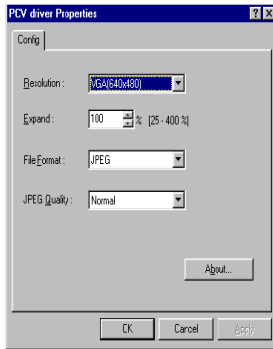 PCV driver Properties
Config
Resolution : VGA(640x480)
Expand : 100 % [25 - 400 %]
File Format : JPEG
JPEG Quality : Normal
About...
OK Cancel Apply